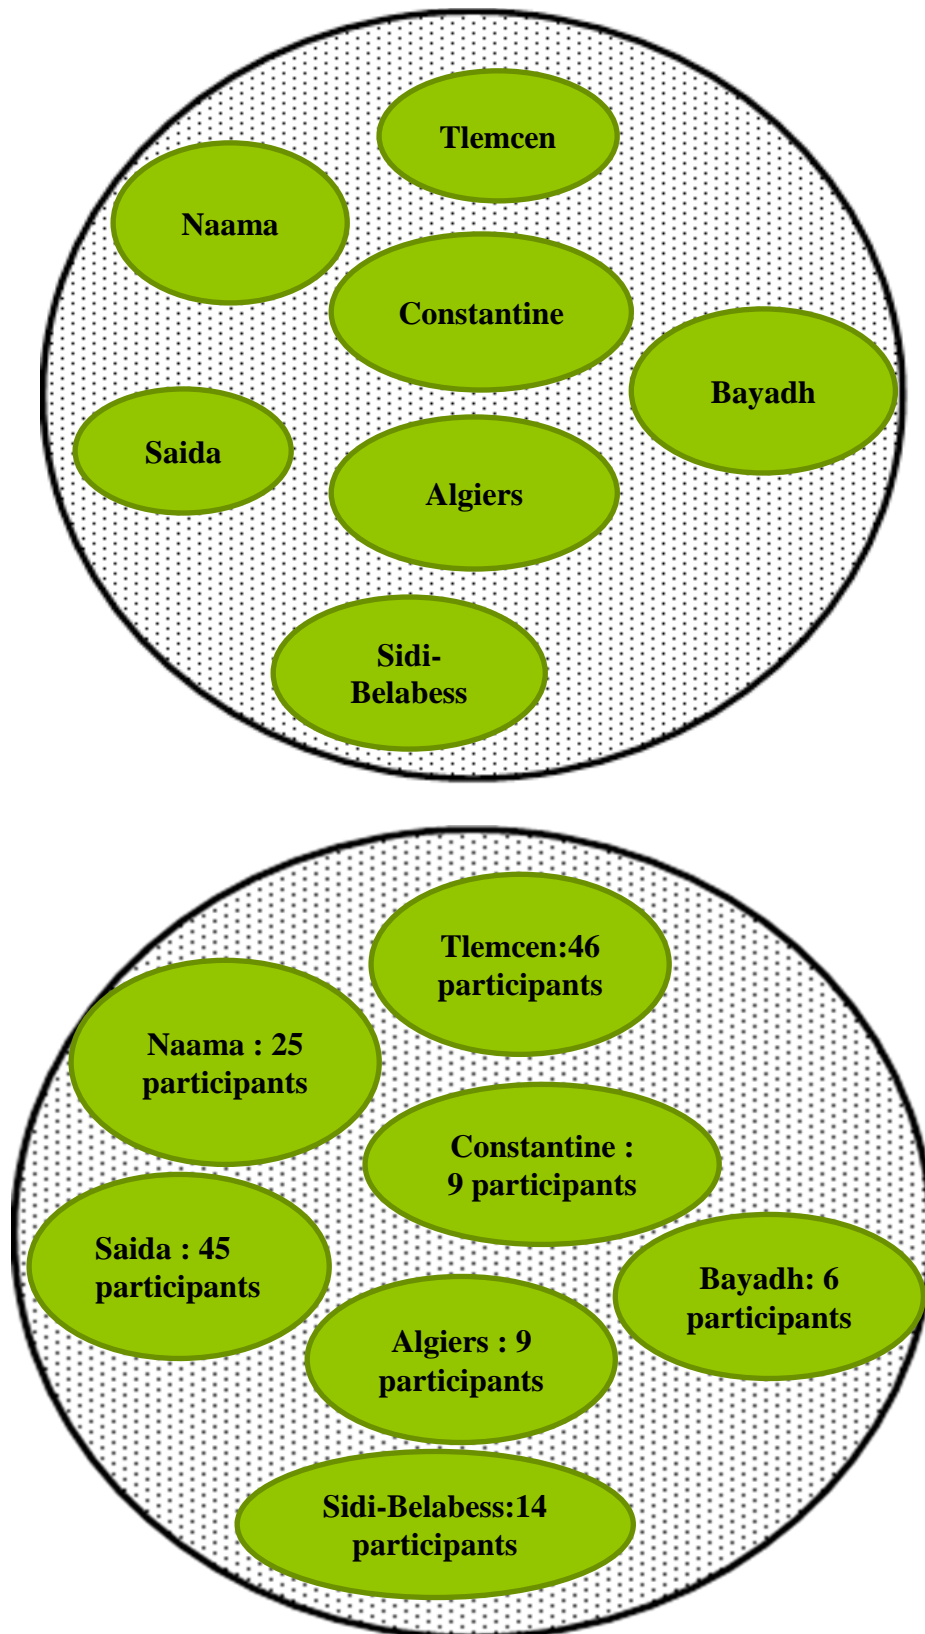 Tlemcen
Naama
Constantine
Bayadh
Saida
Algiers
Sidi-
Belabess
Tlemcen:46
participants
Naama : 25
participants
Constantine :
9 participants
Saida : 45
participants
Bayadh: 6
participants
Algiers : 9
participants
Sidi-Belabess:14
participants